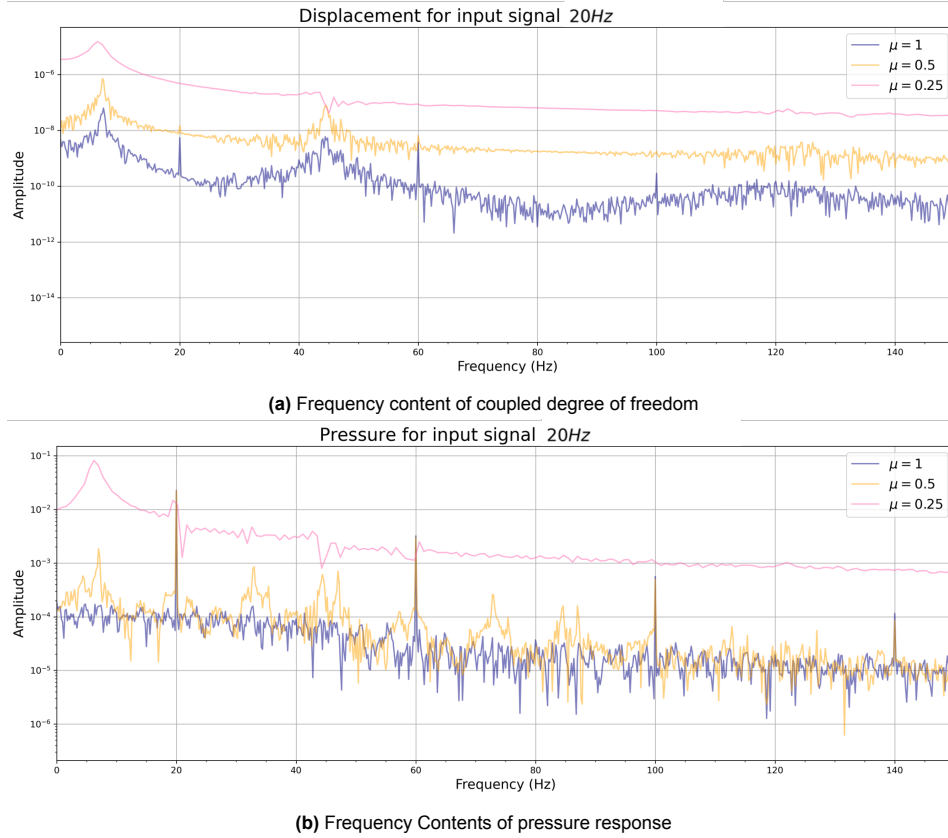 Displacement for input signal 20Hz
Amplitude
10⁻⁶
10⁻⁸
10⁻¹⁰
10⁻¹²
10⁻¹⁴
μ = 1
μ = 0.5
μ = 0.25
0 20 40 60 80 100 120 140
Frequency (Hz)
(a) Frequency content of coupled degree of freedom
Pressure for input signal 20Hz
Amplitude
10⁻¹
10⁻²
10⁻³
10⁻⁴
10⁻⁵
10⁻⁶
μ = 1
μ = 0.5
μ = 0.25
0 20 40 60 80 100 120 140
Frequency (Hz)
(b) Frequency Contents of pressure response